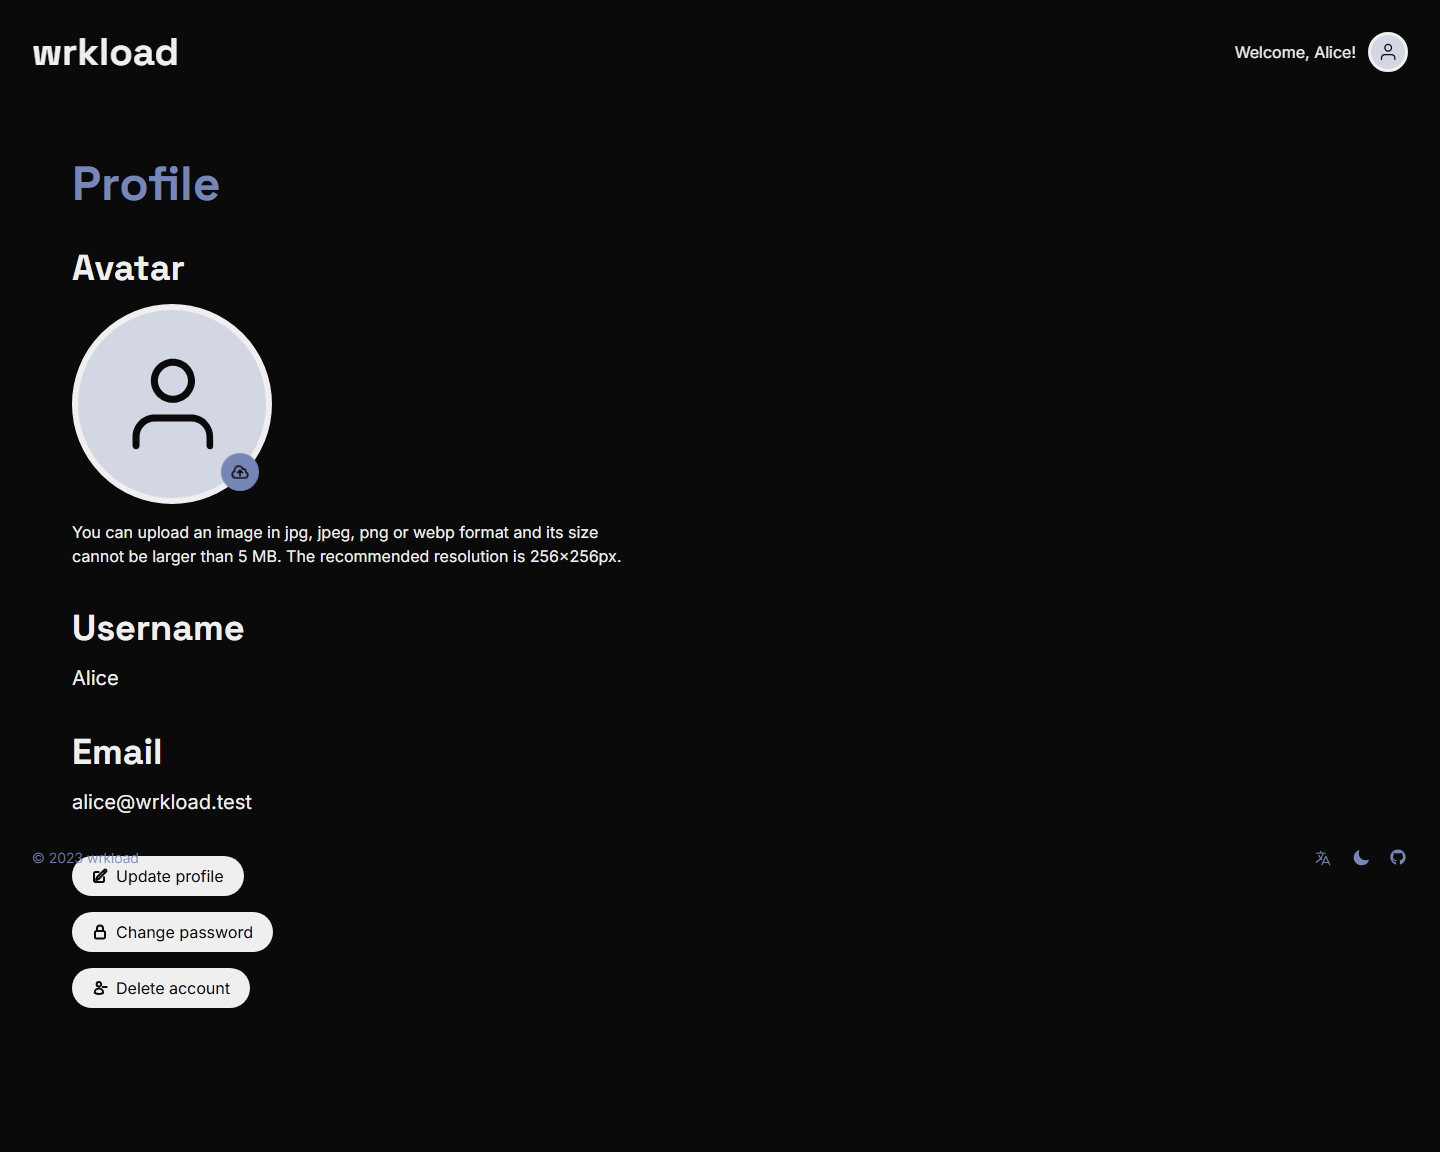 wrkload
Welcome, Alice!
Profile
Avatar
You can upload an image in jpg, jpeg, png or webp format and its size
cannot be larger than 5 MB. The recommended resolution is 256×256px.
Username
Alice
Email
alice@wrkload.test
© 2023 wrkload
Update profile
Change password
Delete account